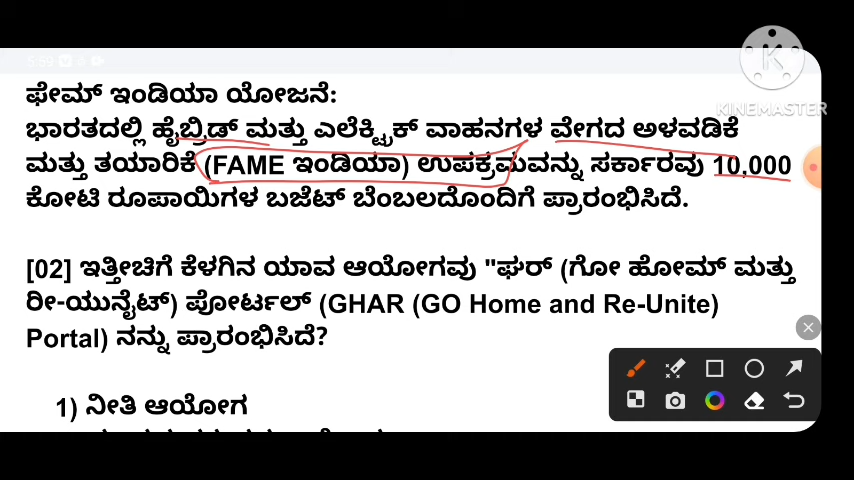 5:59
KINEMASTER
ಫೇಮ್ ಇಂಡಿಯಾ ಯೋಜನೆ:
ಭಾರತದಲ್ಲಿ ಹೈಬ್ರಿಡ್ ಮತ್ತು ಎಲೆಕ್ಟ್ರಿಕ್ ವಾಹನಗಳ ವೇಗದ ಅಳವಡಿಕೆ
ಮತ್ತು ತಯಾರಿಕೆ (FAME ಇಂಡಿಯಾ) ಉಪಕ್ರಮವನ್ನು ಸರ್ಕಾರವು 10,000
ಕೋಟಿ ರೂಪಾಯಿಗಳ ಬಜೆಟ್ ಬೆಂಬಲದೊಂದಿಗೆ ಪ್ರಾರಂಭಿಸಿದೆ.
[02] ಇತ್ತೀಚಿಗೆ ಕೆಳಗಿನ ಯಾವ ಆಯೋಗವು "ಘರ್ (ಗೋ ಹೋಮ್ ಮತ್ತು
ರೀ-ಯುನೈಟ್) ಪೋರ್ಟಲ್ (GHAR (GO Home and Re-Unite)
Portal) ನನ್ನು ಪ್ರಾರಂಭಿಸಿದೆ?
1) ನೀತಿ ಆಯೋಗ